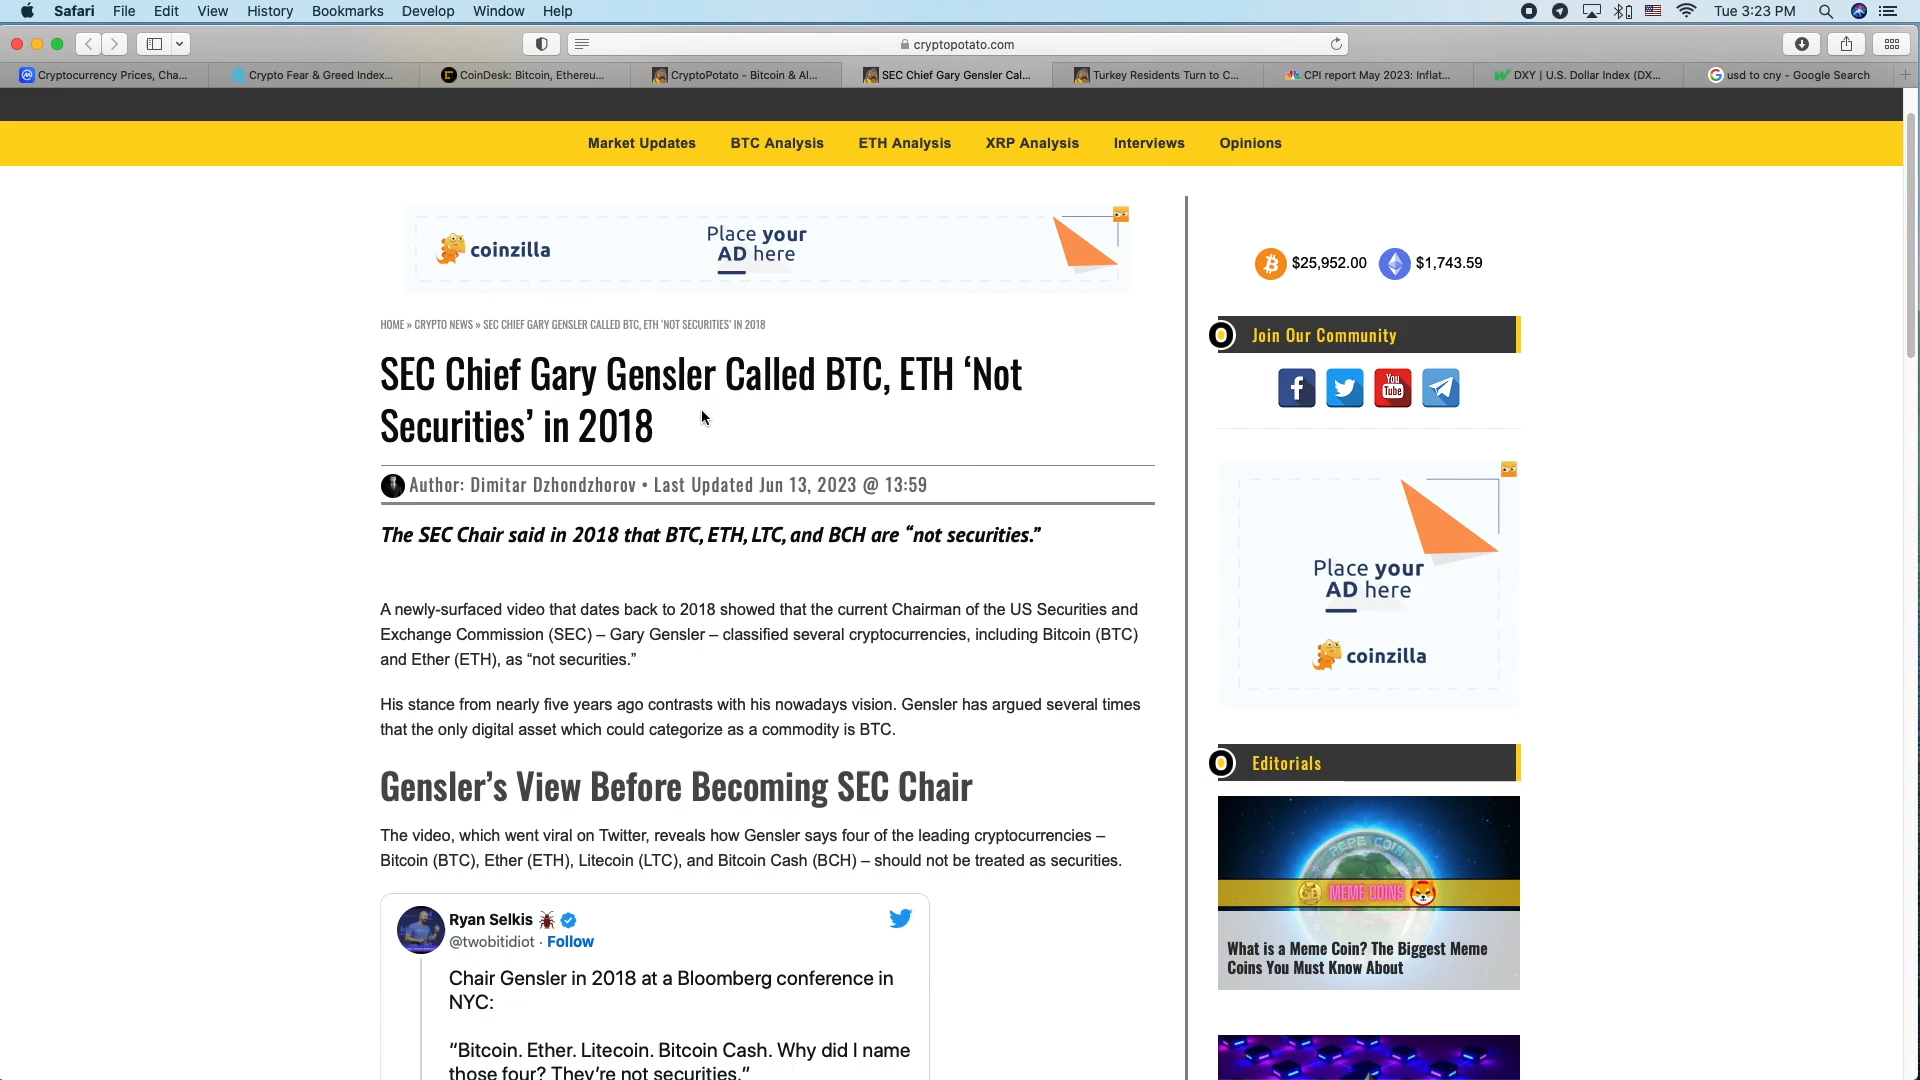 Safari File Edit View History Bookmarks Develop Window Help
Tue 3:23 PM
cryptopotato.com
Cryptocurrency Prices, Cha...
Crypto Fear & Greed Index...
CoinDesk: Bitcoin, Ethereu...
CryptoPotato - Bitcoin & Al...
SEC Chief Gary Gensler Cal...
Turkey Residents Turn to C...
CPI report May 2023: Inflat...
DXY | U.S. Dollar Index (DX...
usd to cny - Google Search
Market Updates BTC Analysis ETH Analysis XRP Analysis Interviews Opinions
coinzilla
Place your
AD here
HOME » CRYPTO NEWS » SEC CHIEF GARY GENSLER CALLED BTC, ETH ‘NOT SECURITIES’ IN 2018
SEC Chief Gary Gensler Called BTC, ETH ‘Not
Securities’ in 2018
Author: Dimitar Dzhondzhorov • Last Updated Jun 13, 2023 @ 13:59
The SEC Chair said in 2018 that BTC, ETH, LTC, and BCH are “not securities.”
A newly-surfaced video that dates back to 2018 showed that the current Chairman of the US Securities and
Exchange Commission (SEC) – Gary Gensler – classified several cryptocurrencies, including Bitcoin (BTC)
and Ether (ETH), as “not securities.”
His stance from nearly five years ago contrasts with his nowadays vision. Gensler has argued several times
that the only digital asset which could categorize as a commodity is BTC.
Gensler’s View Before Becoming SEC Chair
The video, which went viral on Twitter, reveals how Gensler says four of the leading cryptocurrencies –
Bitcoin (BTC), Ether (ETH), Litecoin (LTC), and Bitcoin Cash (BCH) – should not be treated as securities.
Ryan Selkis
@twobitidiot · Follow
Chair Gensler in 2018 at a Bloomberg conference in
NYC:
“Bitcoin. Ether. Litecoin. Bitcoin Cash. Why did I name
those four? They’re not securities.”
$25,952.00 $1,743.59
Join Our Community
You
Tube
Place your
AD here
coinzilla
Editorials
PEPE COIN
MEME COINS
What is a Meme Coin? The Biggest Meme
Coins You Must Know About